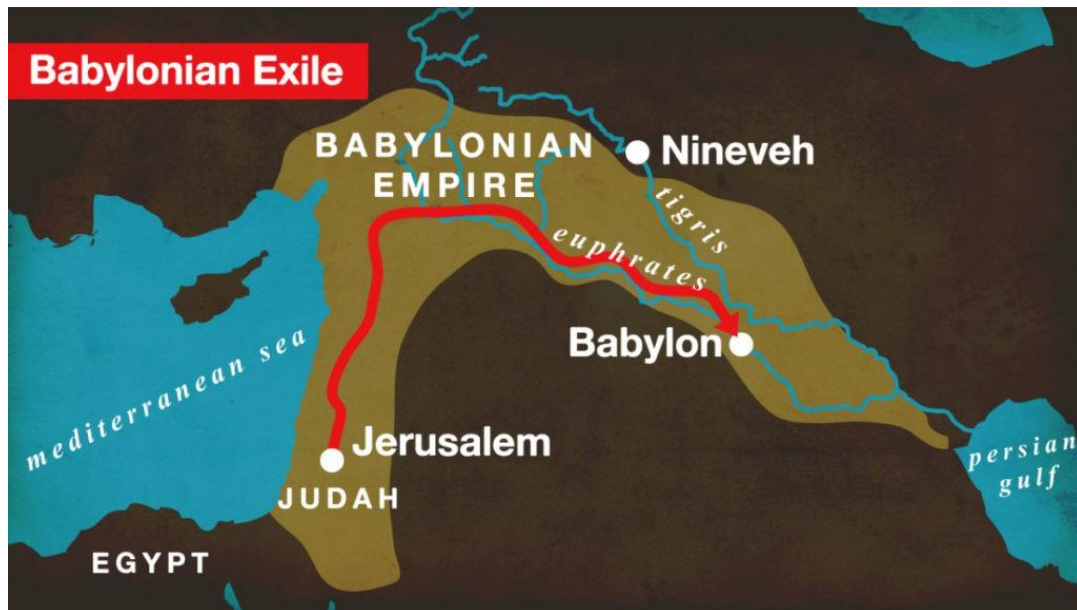 Babylonian Exile
BABYLONIAN
EMPIRE
Nineveh
tigris
euphrates
Babylon
mediterranean sea
Jerusalem
JUDAH
persian
gulf
EGYPT